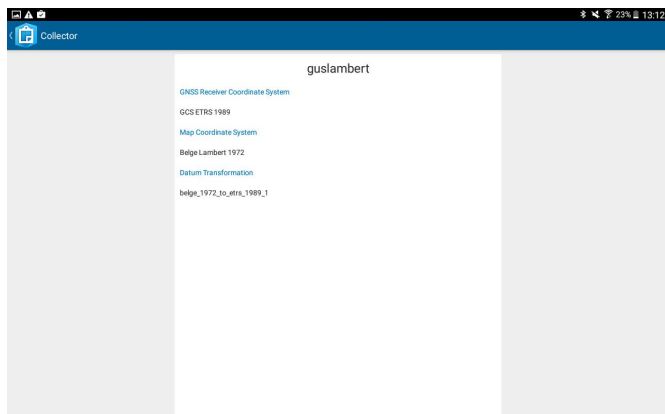 23% 13:12
Collector
guslambert
GNSS Receiver Coordinate System
GCS ETRS 1989
Map Coordinate System
Belge Lambert 1972
Datum Transformation
belge_1972_to_etrs_1989_1